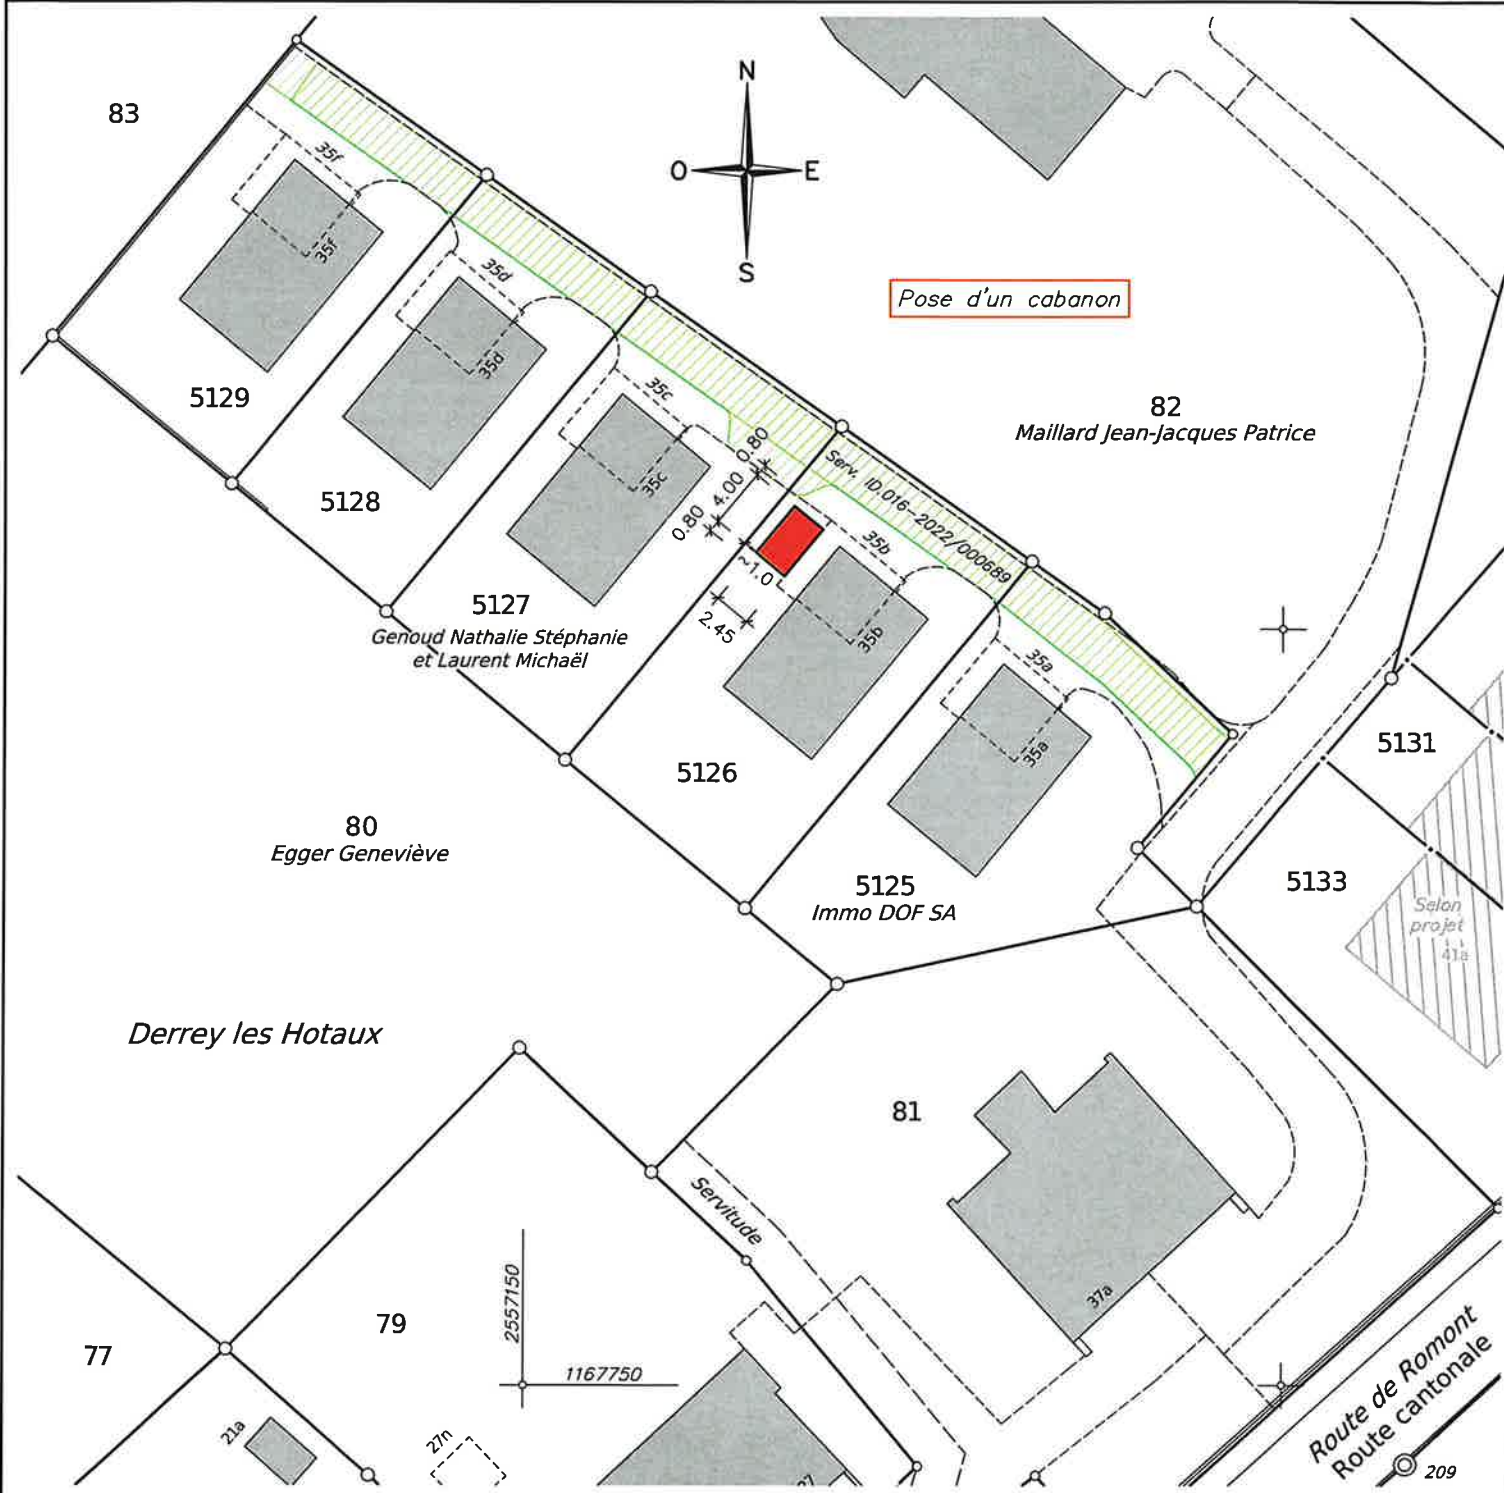 N
O
E
S
83
35f
35f
35d
35d
Pose d'un cabanon
5129
35c
35c
82
Maillard Jean-Jacques Patrice
5128
0.80
4.00
0.80
Serv. ID.016-2022/000689
35b
35b
~1.0
2.45
5127
Genoud Nathalie Stéphanie
et Laurent Michaël
35a
35a
5131
5126
80
Egger Geneviève
5125
Immo DOF SA
5133
Selon
projet
41a
Derrey les Hotaux
81
Servitude
37a
2557150
1167750
79
77
21a
27n
27
Route de Romont
Route cantonale
209